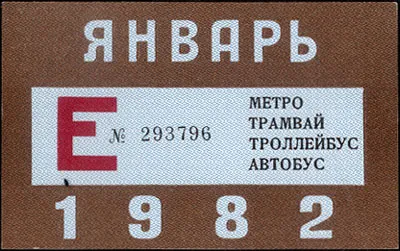 ЯНВАРЬ
Е № 293796
МЕТРО
ТРАМВАЙ
ТРОЛЛЕЙБУС
АВТОБУС
1982